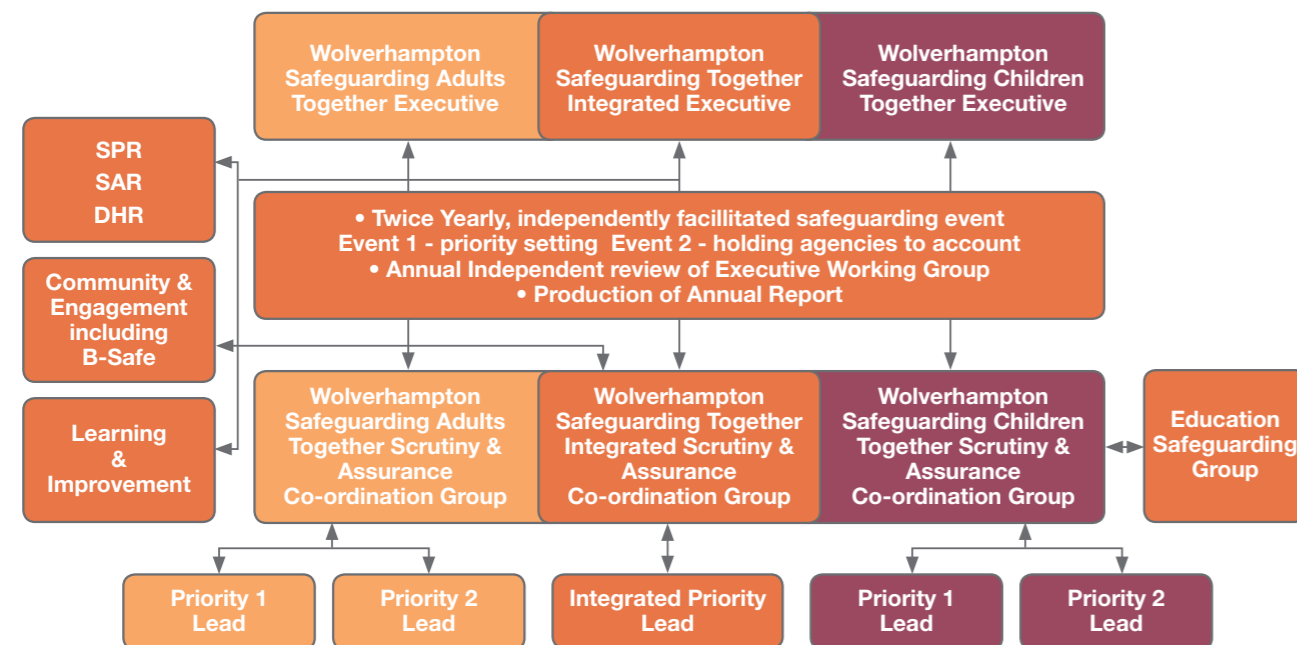 Wolverhampton
Safeguarding Adults
Together Executive
Wolverhampton
Safeguarding Together
Integrated Executive
Wolverhampton
Safeguarding Children
Together Executive
SPR
SAR
DHR
• Twice Yearly, independently facillitated safeguarding event
Event 1 - priority setting Event 2 - holding agencies to account
• Annual Independent review of Executive Working Group
• Production of Annual Report
Community &
Engagement
including
B-Safe
Learning
&
Improvement
Wolverhampton
Safeguarding Adults
Together Scrutiny &
Assurance
Co-ordination Group
Wolverhampton
Safeguarding Together
Integrated Scrutiny &
Assurance
Co-ordination Group
Wolverhampton
Safeguarding Children
Together Scrutiny &
Assurance
Co-ordination Group
Education
Safeguarding
Group
Priority 1
Lead
Priority 2
Lead
Integrated Priority
Lead
Priority 1
Lead
Priority 2
Lead